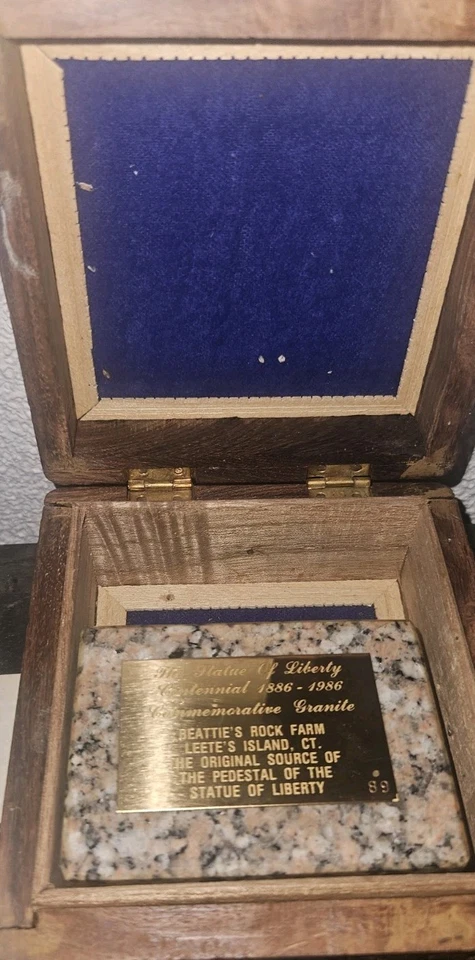 The Statue Of Liberty
Centennial 1886 - 1986
Commemorative Granite
BEATTIE'S ROCK FARM
LEETE'S ISLAND, CT.
THE ORIGINAL SOURCE OF
THE PEDESTAL OF THE
STATUE OF LIBERTY
89